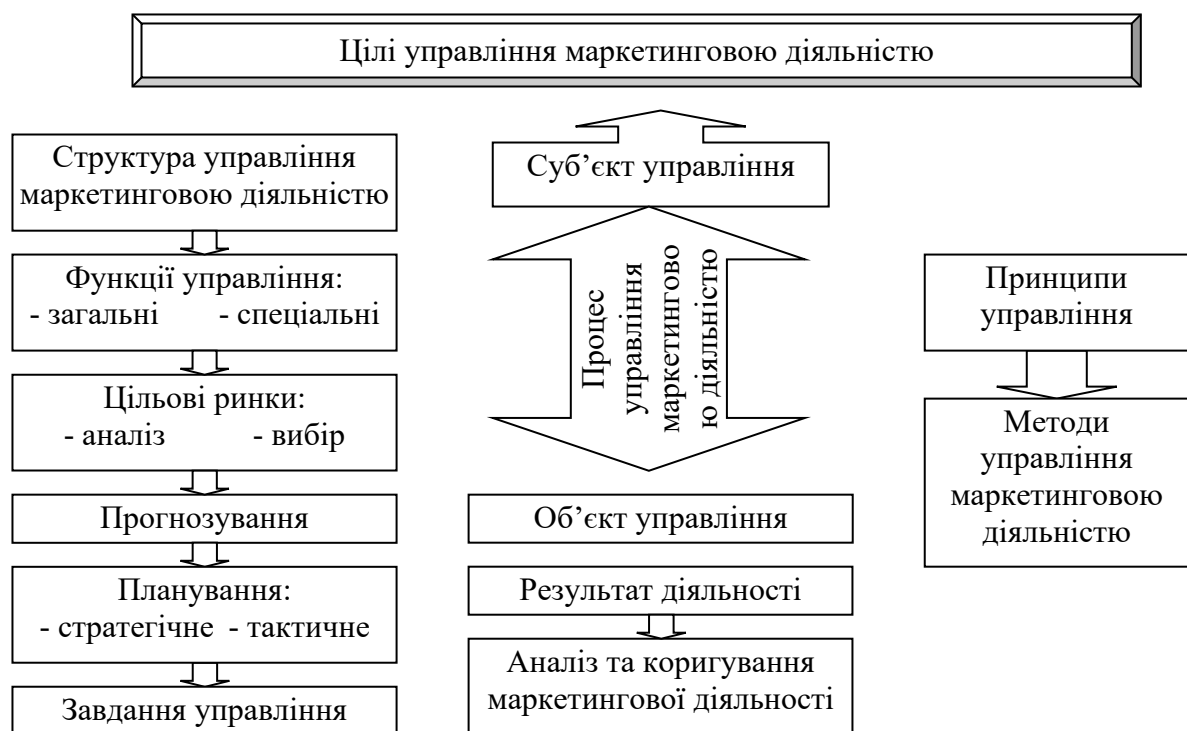 Цілі управління маркетинговою діяльністю
Структура управління
маркетинговою діяльністю
Функції управління:
- загальні - спеціальні
Цільові ринки:
- аналіз - вибір
Прогнозування
Планування:
- стратегічне - тактичне
Завдання управління
Суб’єкт управління
Процес
управління
маркетингово
ю діяльністю
Об’єкт управління
Результат діяльності
Аналіз та коригування
маркетингової діяльності
Принципи
управління
Методи
управління
маркетинговою
діяльністю